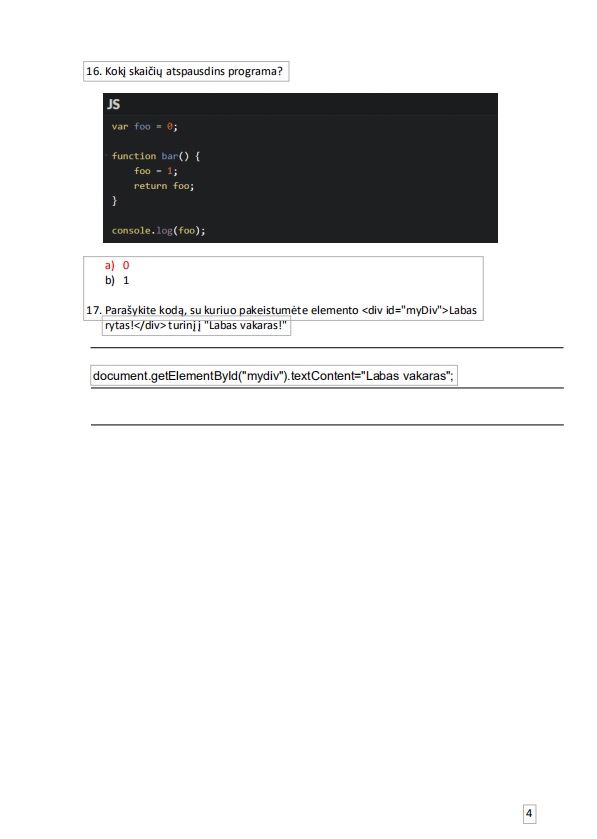 16. Kokį skaičių atspausdins programa?
JS
var foo = 0;
function bar() {
foo = 1;
return foo;
}
console.log(foo);
a) 0
b) 1
17. Parašykite kodą, su kuriuo pakeistumėte elemento <div id="myDiv">Labas
rytas!</div> turinį į "Labas vakaras!"
document.getElementById("mydiv").textContent="Labas vakaras";
4